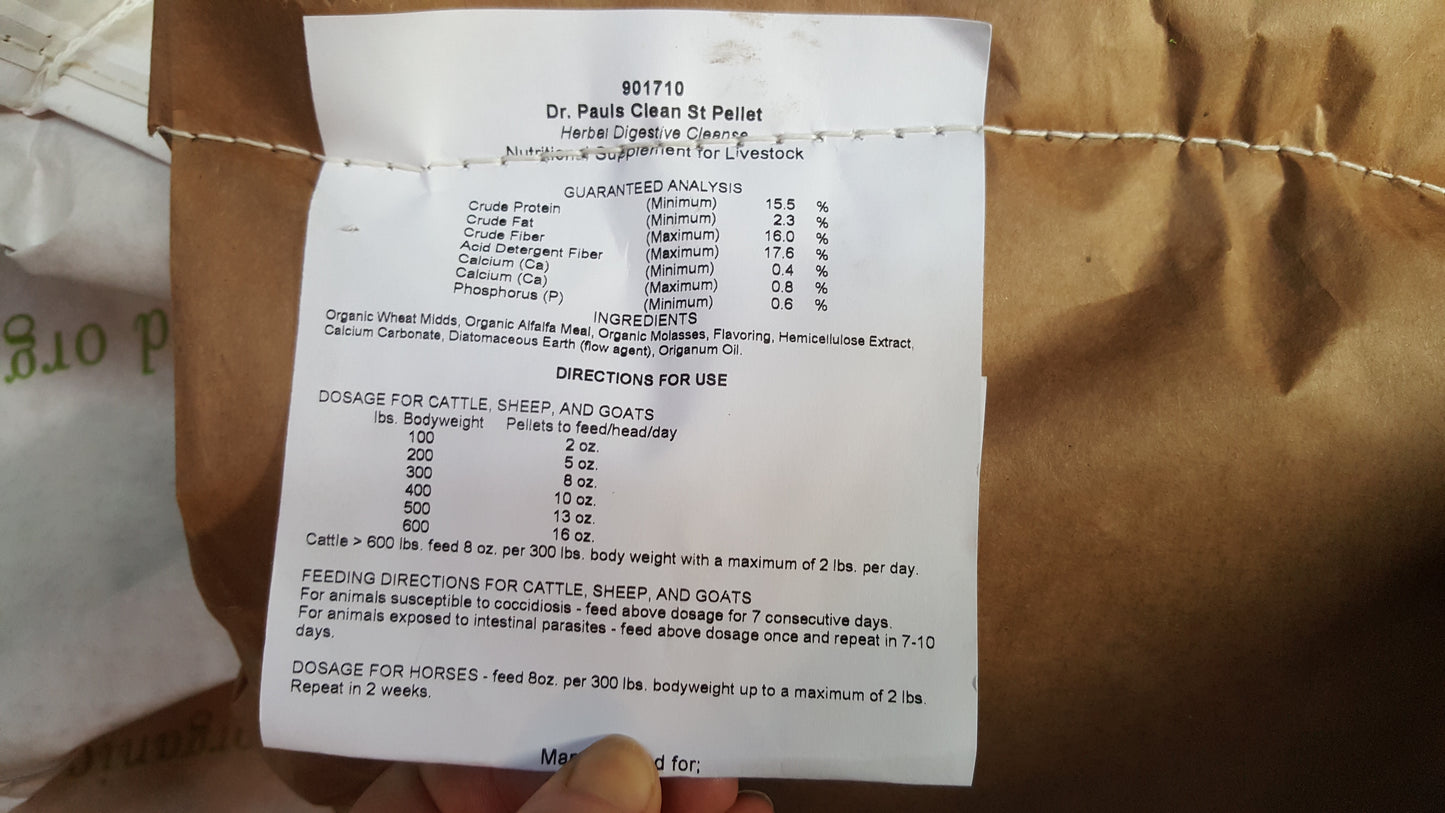 901710
Dr. Pauls Clean St Pellet
Herbal Digestive Cleanse
Nutritional Supplement for Livestock
GUARANTEED ANALYSIS
Crude Protein (Minimum) 15.5 %
Crude Fat (Minimum) 2.3 %
Crude Fiber (Maximum) 16.0 %
Acid Detergent Fiber (Maximum) 17.6 %
Calcium (Ca) (Minimum) 0.4 %
Calcium (Ca) (Maximum) 0.8 %
Phosphorus (P) (Minimum) 0.6 %
INGREDIENTS
Organic Wheat Midds, Organic Alfalfa Meal, Organic Molasses, Flavoring, Hemicellulose Extract,
Calcium Carbonate, Diatomaceous Earth (flow agent), Origanum Oil.
DIRECTIONS FOR USE
DOSAGE FOR CATTLE, SHEEP, AND GOATS
lbs. Bodyweight Pellets to feed/head/day
100 2 oz.
200 5 oz.
300 8 oz.
400 10 oz.
500 13 oz.
600 16 oz.
Cattle > 600 lbs. feed 8 oz. per 300 lbs. body weight with a maximum of 2 lbs. per day.
FEEDING DIRECTIONS FOR CATTLE, SHEEP, AND GOATS
For animals susceptible to coccidiosis - feed above dosage for 7 consecutive days.
For animals exposed to intestinal parasites - feed above dosage once and repeat in 7-10
days.
DOSAGE FOR HORSES - feed 8oz. per 300 lbs. bodyweight up to a maximum of 2 lbs.
Repeat in 2 weeks.
for;
d org
organic